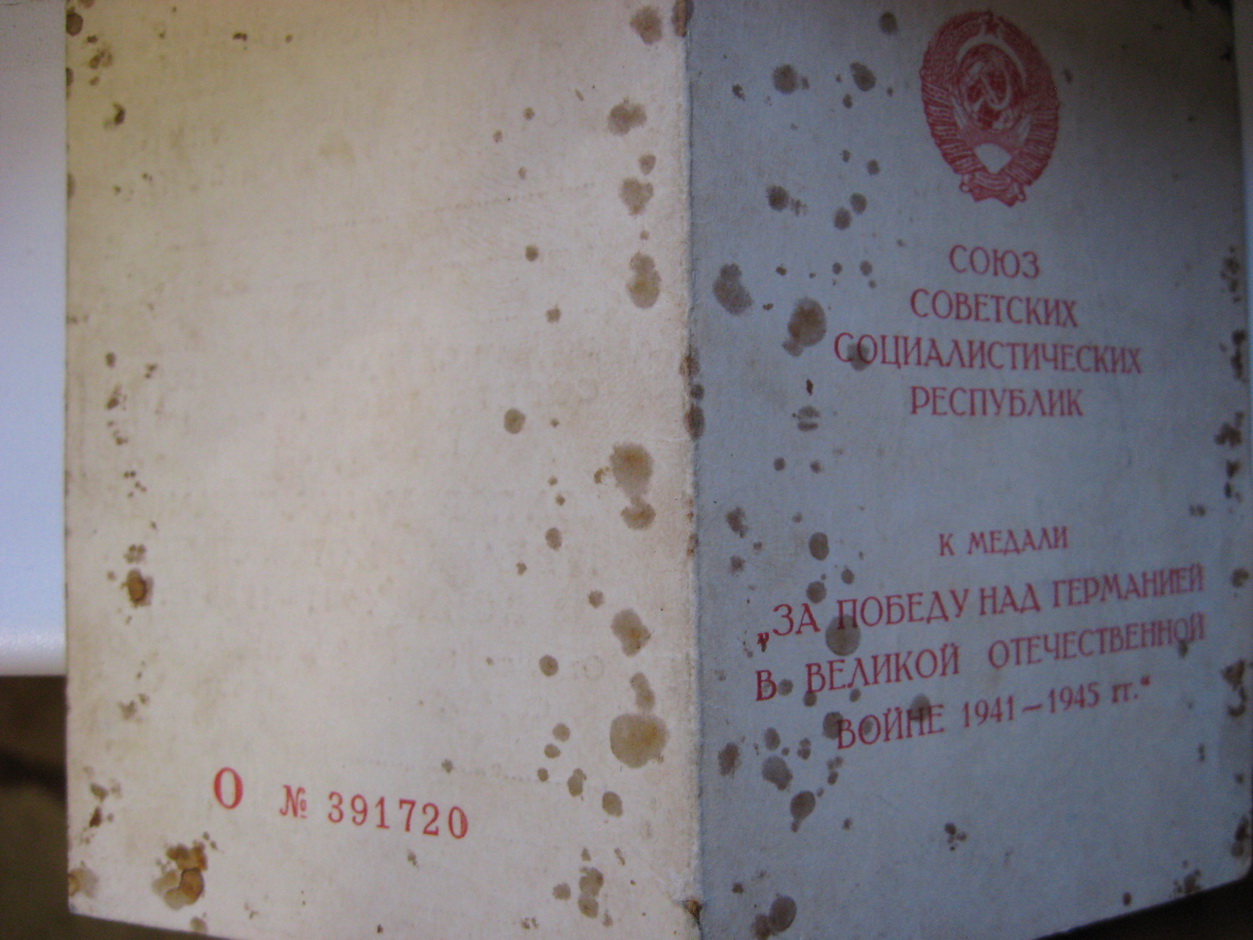 О № 391720
СОЮЗ
СОВЕТСКИХ
СОЦИАЛИСТИЧЕСКИХ
РЕСПУБЛИК
К МЕДАЛИ
„ЗА ПОБЕДУ НАД ГЕРМАНИЕЙ
В ВЕЛИКОЙ ОТЕЧЕСТВЕННОЙ
ВОЙНЕ 1941—1945 гг.“